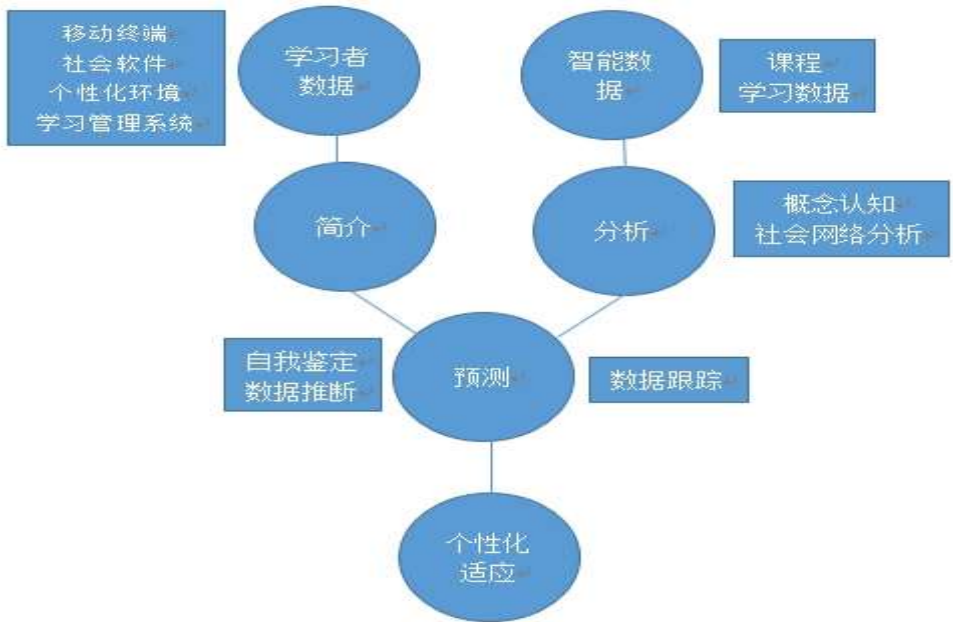 移动终端
社会软件
个性化环境
学习管理系统
学习者
数据
智能数
据
课程
学习数据
简介
分析
概念认知
社会网络分析
自我鉴定
数据推断
预测
数据跟踪
个性化
适应